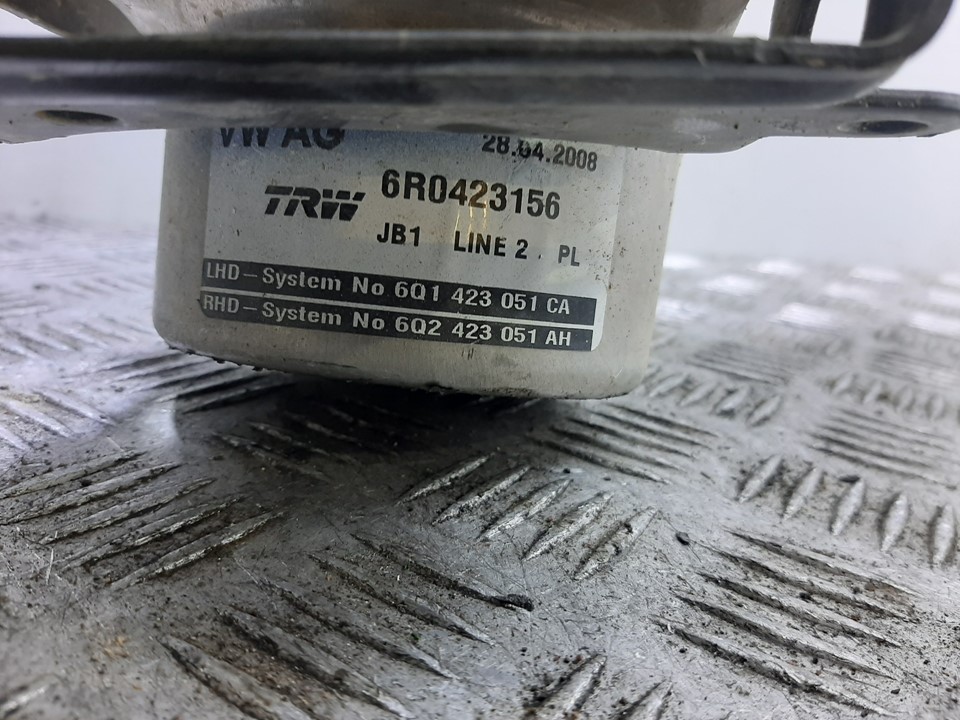 VW AG
28.04.2008
TRW 6R0423156
JB1 LINE 2 . PL
LHD - System No 6Q1 423 051 CA
RHD - System No 6Q2 423 051 AH